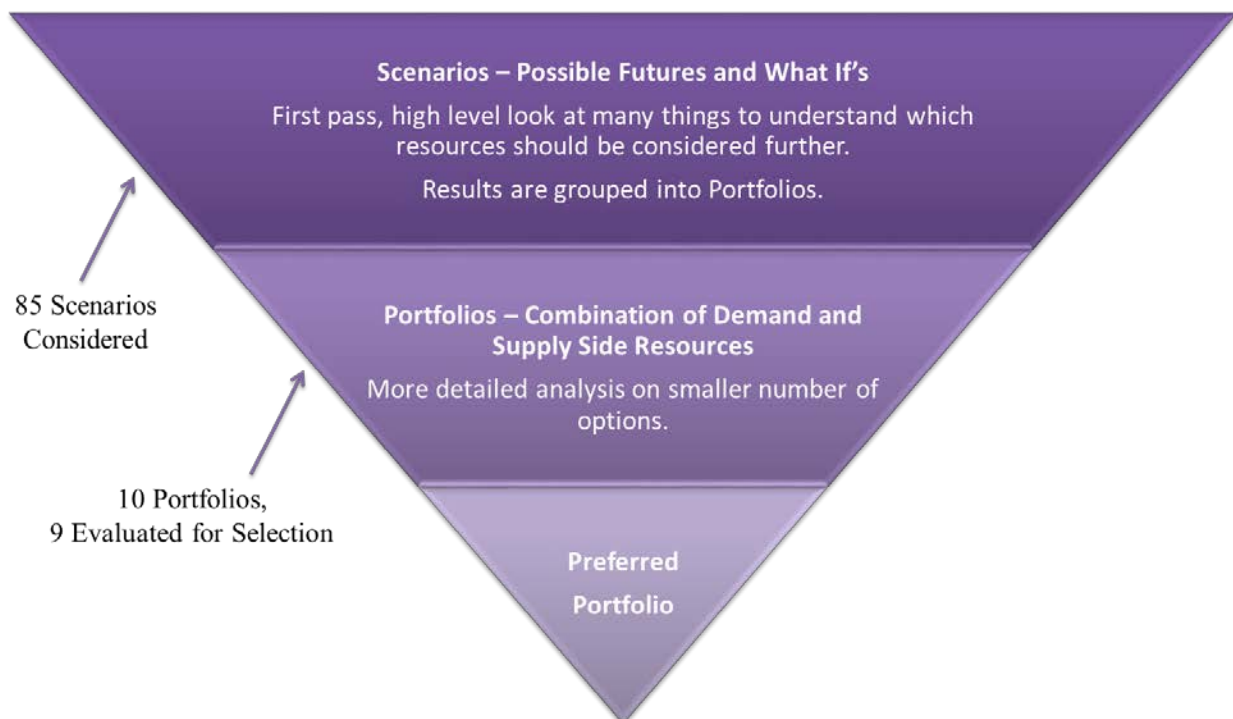 Scenarios – Possible Futures and What If’s
First pass, high level look at many things to understand which
resources should be considered further.
Results are grouped into Portfolios.
85 Scenarios
Considered
Portfolios – Combination of Demand and
Supply Side Resources
More detailed analysis on smaller number of
options.
10 Portfolios,
9 Evaluated for Selection
Preferred
Portfolio